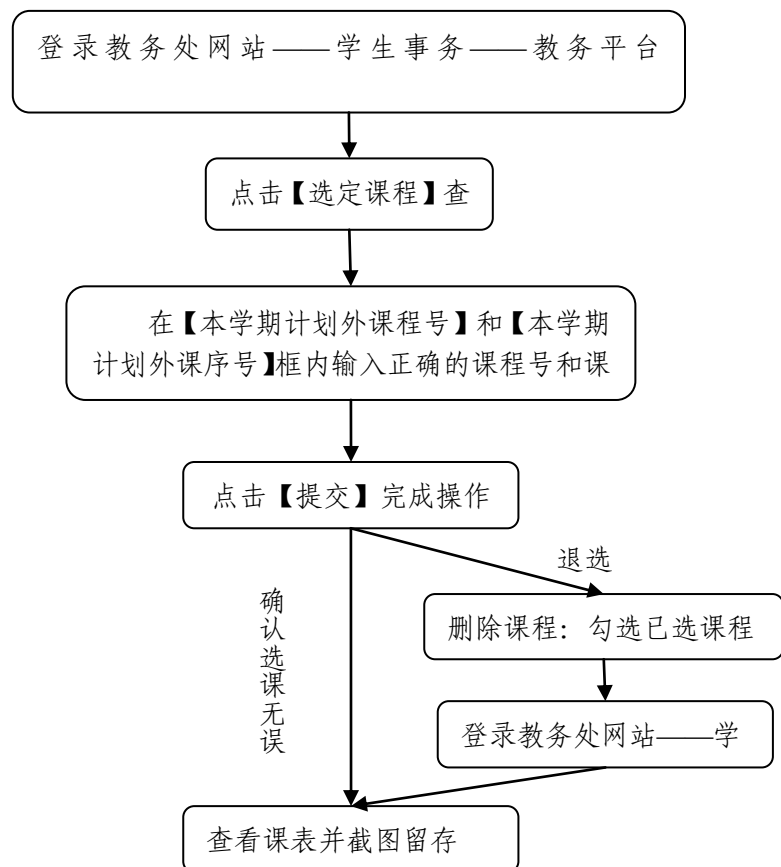 登录教务处网站——学生事务——教务平台
点击【选定课程】查
在【本学期计划外课程号】和【本学期
计划外课序号】框内输入正确的课程号和课
点击【提交】完成操作
退选
确认选课无误
删除课程：勾选已选课程
登录教务处网站——学
查看课表并截图留存